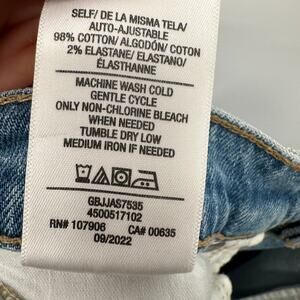 SELF/ DE LA MISMA TELA/
AUTO-AJUSTABLE
98% COTTON/ ALGODÓN/ COTON
2% ELASTANE/ ELASTANO/
ÉLASTHANNE
MACHINE WASH COLD
GENTLE CYCLE
ONLY NON-CHLORINE BLEACH
WHEN NEEDED
TUMBLE DRY LOW
MEDIUM IRON IF NEEDED
GBJJAS7535
4500517102
RN# 107906 CA# 00635
09/2022